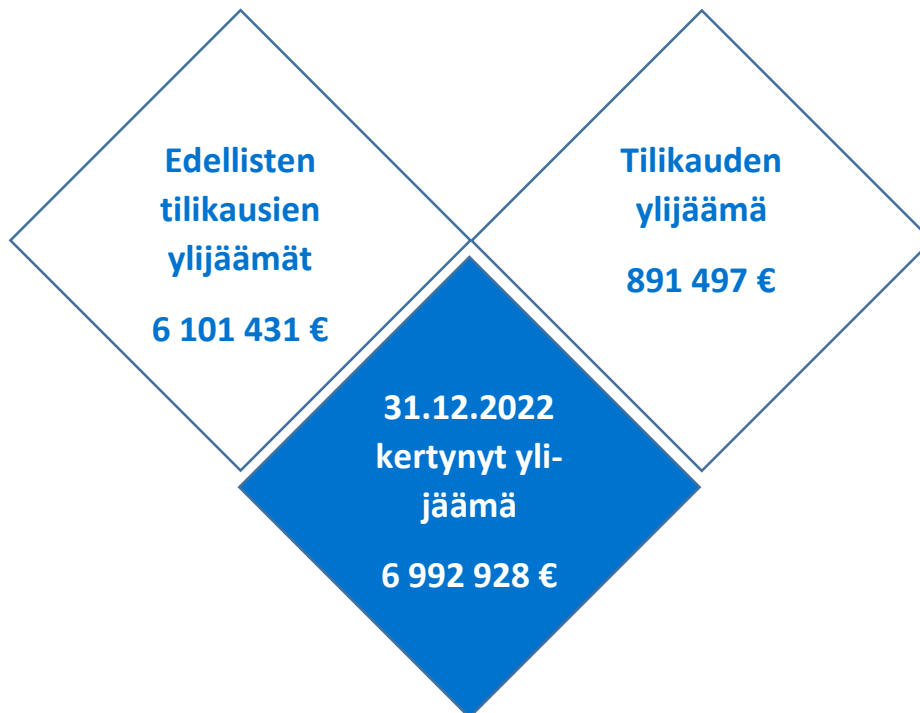 Edellisten
tilikausien
ylijäämät
6 101 431 €
Tilikauden
ylijäämä
891 497 €
31.12.2022
kertynyt yli-
jäämä
6 992 928 €